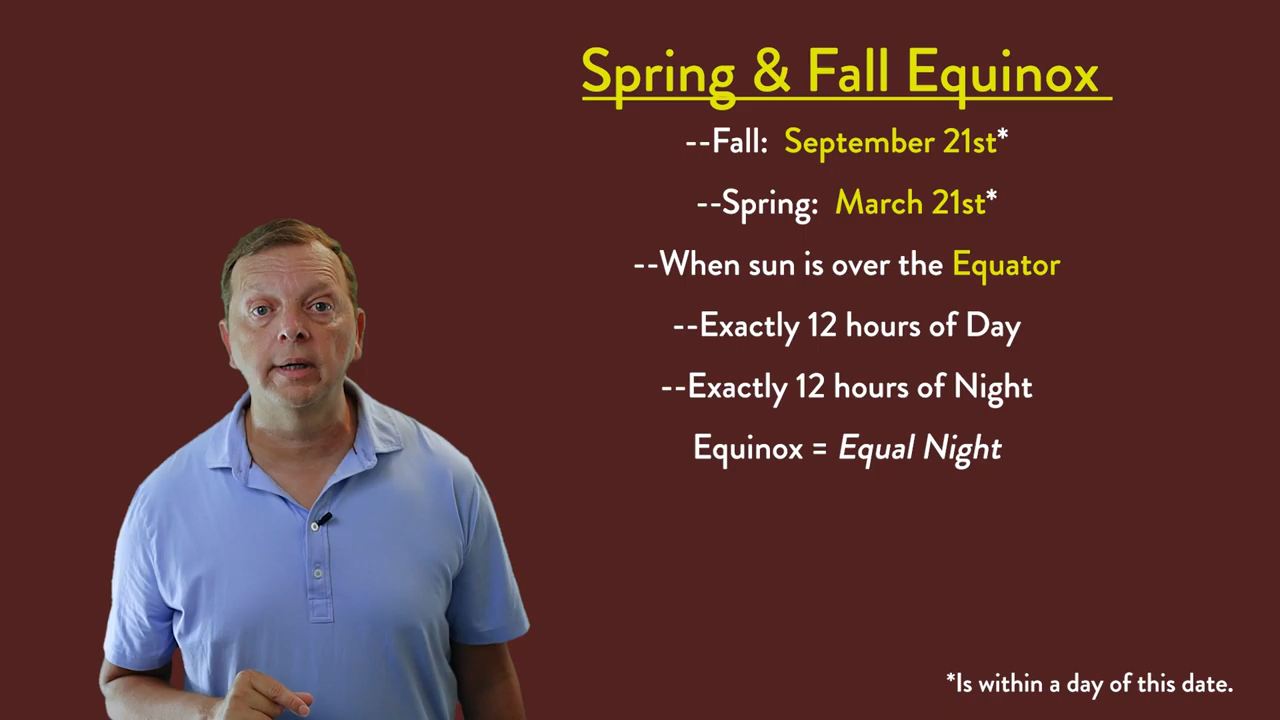 Spring & Fall Equinox
--Fall: September 21st*
--Spring: March 21st*
--When sun is over the Equator
--Exactly 12 hours of Day
--Exactly 12 hours of Night
Equinox = Equal Night
*Is within a day of this date.